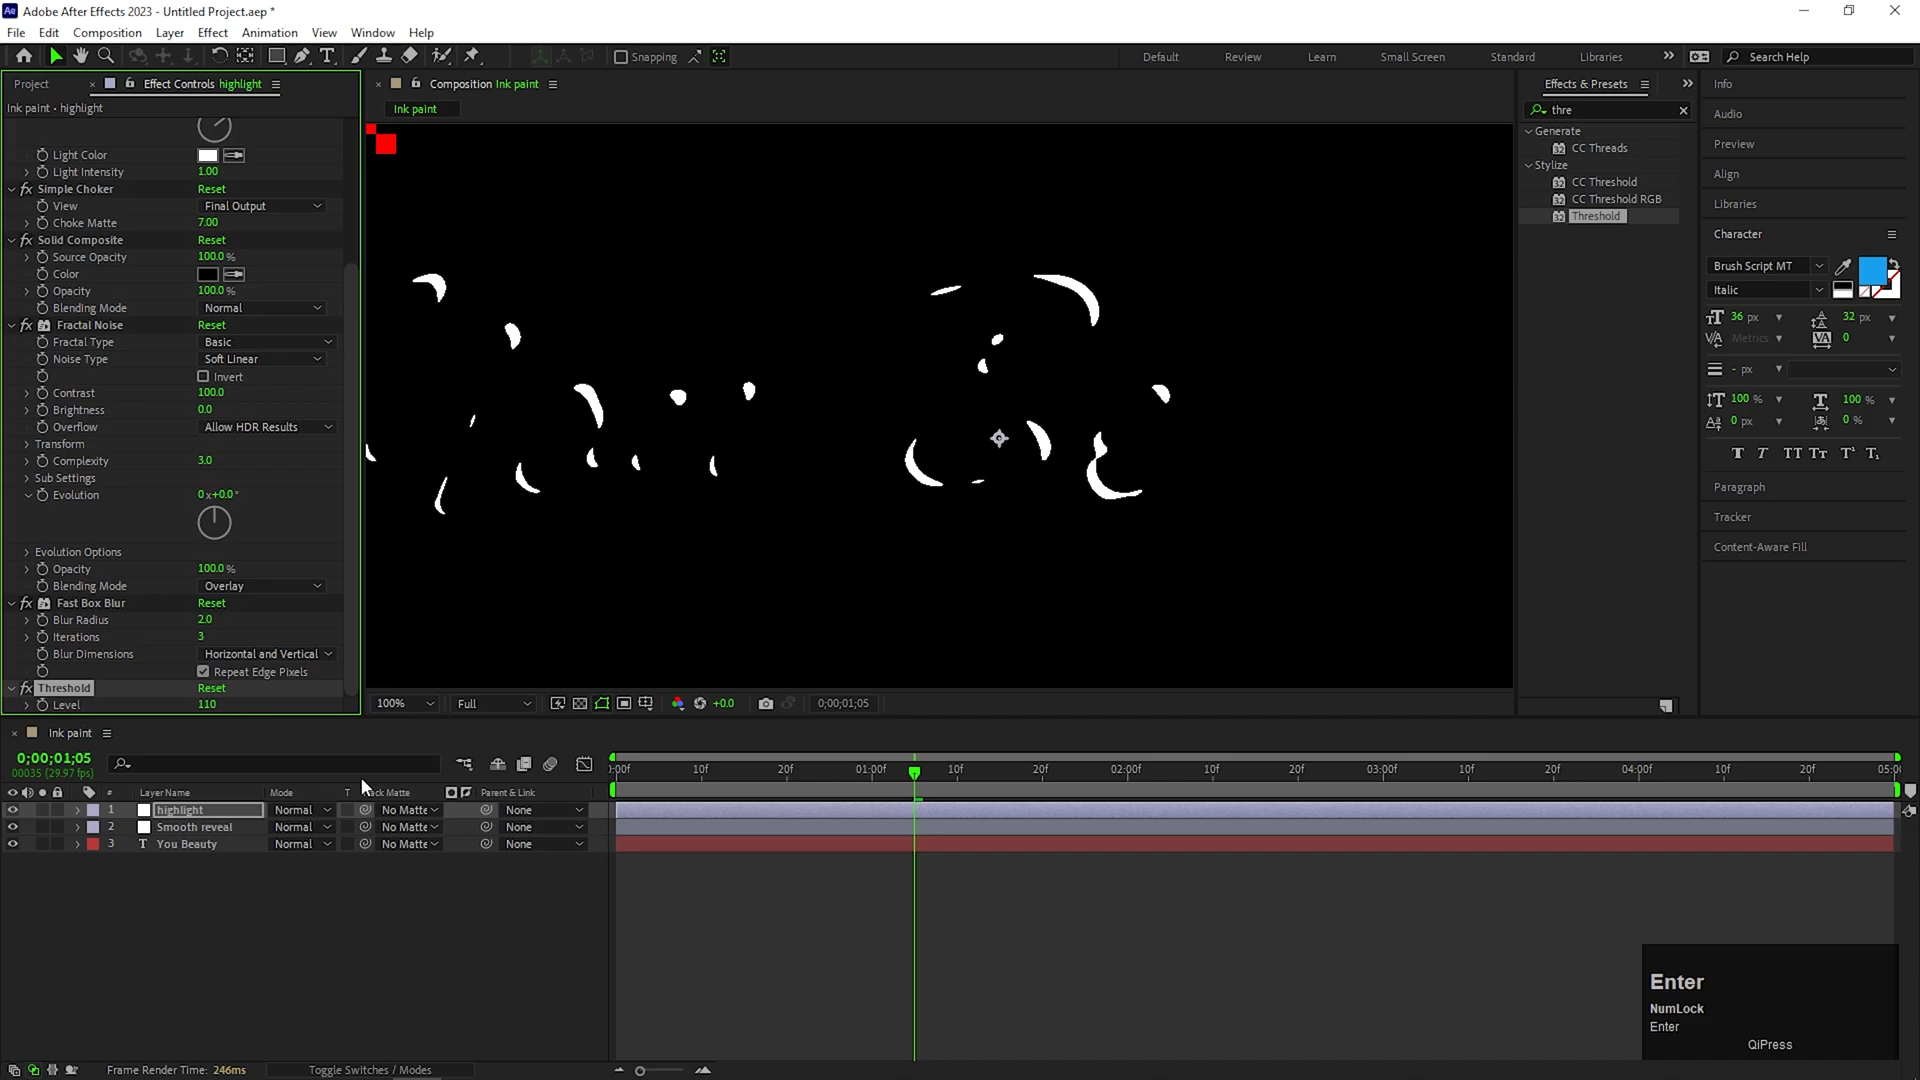 Adobe After Effects 2023 - Untitled Project.aep *
File Edit Composition Layer Effect Animation View Window Help
Snapping Default Review Learn Small Screen Standard Libraries Search Help
Project Effect Controls highlight
Ink paint • highlight
Light Color
Light Intensity 1.00
fx Simple Choker Reset
View Final Output
Choke Matte 7.00
fx Solid Composite Reset
Source Opacity 100.0 %
Color
Opacity 100.0 %
Blending Mode Normal
fx Fractal Noise Reset
Fractal Type Basic
Noise Type Soft Linear
Invert
Contrast 100.0
Brightness 0.0
Overflow Allow HDR Results
Transform
Complexity 3.0
Sub Settings
Evolution 0x+0.0°
Evolution Options
Opacity 100.0 %
Blending Mode Overlay
fx Fast Box Blur Reset
Blur Radius 2.0
Iterations 3
Blur Dimensions Horizontal and Vertical
Repeat Edge Pixels
fx Threshold Reset
Level 110
Composition Ink paint
Ink paint
100% Full +0.0 0;00;01;05
Effects & Presets
thre
Generate
CC Threads
Stylize
CC Threshold
CC Threshold RGB
Threshold
Info
Audio
Preview
Align
Libraries
Character
Brush Script MT
Italic
36 px 32 px
Metrics 0
- px
100 % 100 %
0 px 0 %
T T TT Tt T¹ T₁
Paragraph
Tracker
Content-Aware Fill
Ink paint
0;00;01;05
00035 (29.97 fps)
:00f 10f 20f 01:00f 10f 20f 02:00f 10f 20f 03:00f 10f 20f 04:00f 10f 20f 05:0
# Layer Name Mode T Track Matte Parent & Link
1 highlight Normal No Matte None
2 Smooth reveal Normal No Matte None
3 T You Beauty Normal No Matte None
Frame Render Time: 246ms Toggle Switches / Modes
Enter
NumLock
Enter
QiPress